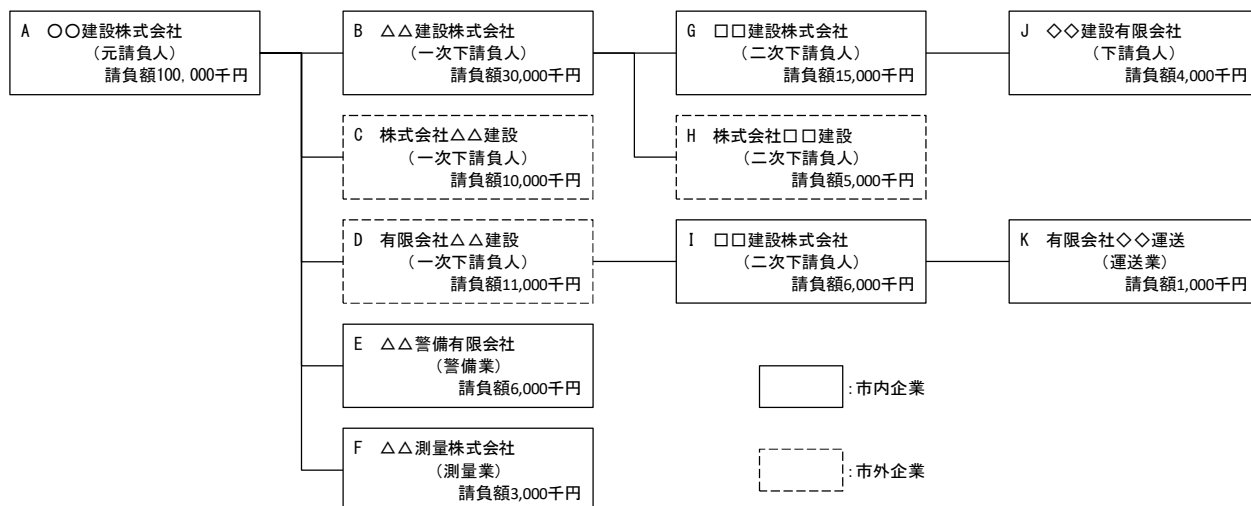 A ○○建設株式会社
(元請負人)
請負額100,000千円
B △△建設株式会社
(一次下請負人)
請負額30,000千円
G □□建設株式会社
(二次下請負人)
請負額15,000千円
J ◇◇建設有限会社
(下請負人)
請負額4,000千円
C 株式会社△△建設
(一次下請負人)
請負額10,000千円
H 株式会社□□建設
(二次下請負人)
請負額5,000千円
D 有限会社△△建設
(一次下請負人)
請負額11,000千円
I □□建設株式会社
(二次下請負人)
請負額6,000千円
K 有限会社◇◇運送
(運送業)
請負額1,000千円
E △△警備有限会社
(警備業)
請負額6,000千円
:市内企業
F △△測量株式会社
(測量業)
請負額3,000千円
:市外企業